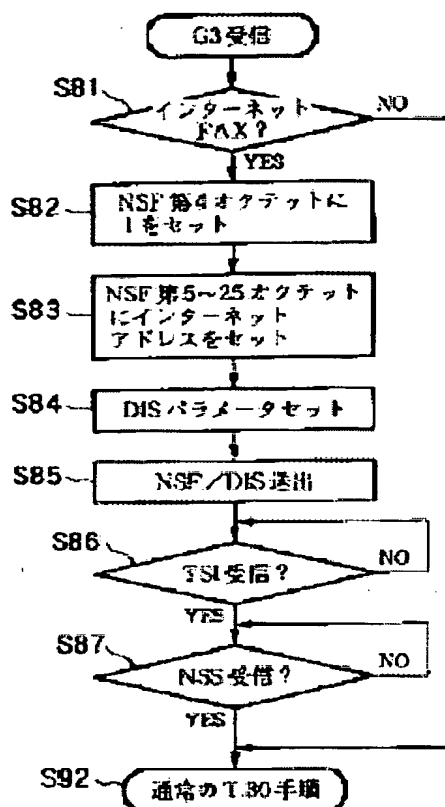 G3受信
S81
インターネット
FAX?
NO
YES
S82
NSF第4オクテットに
1をセット
S83
NSF第5~25オクテット
にインターネット
アドレスをセット
S84
DISパラメータセット
S85
NSF/DIS送出
S86
TSI受信?
NO
YES
S87
NSS受信?
NO
YES
S92
通常のT.30手順